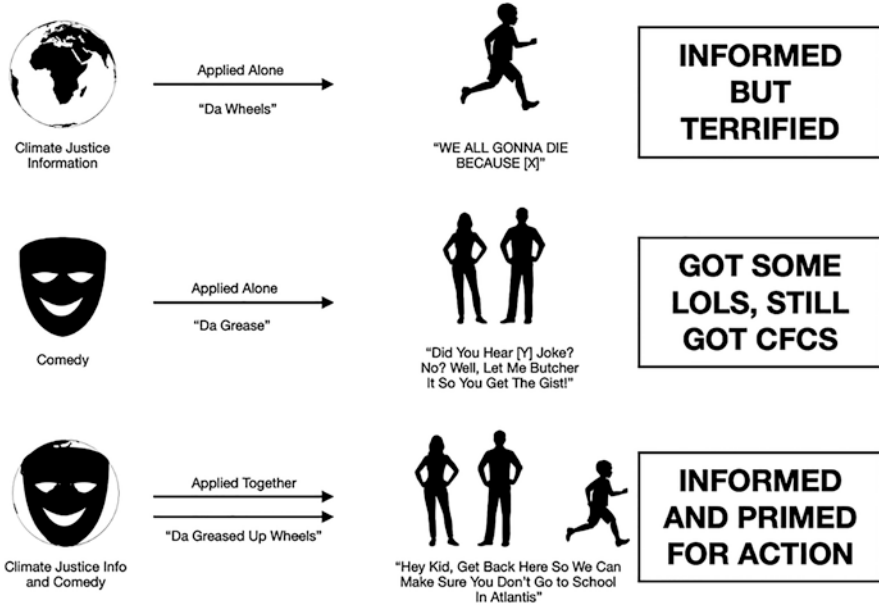 Applied Alone
"Da Wheels"
Climate Justice
Information
"WE ALL GONNA DIE
BECAUSE [X]"
INFORMED
BUT
TERRIFIED
Applied Alone
"Da Grease"
Comedy
"Did You Hear [Y] Joke?
No? Well, Let Me Butcher
It So You Get The Gist!"
GOT SOME
LOLS, STILL
GOT CFCS
Applied Together
"Da Greased Up Wheels"
Climate Justice Info
and Comedy
"Hey Kid, Get Back Here So We Can
Make Sure You Don't Go to School
In Atlantis"
INFORMED
AND PRIMED
FOR ACTION